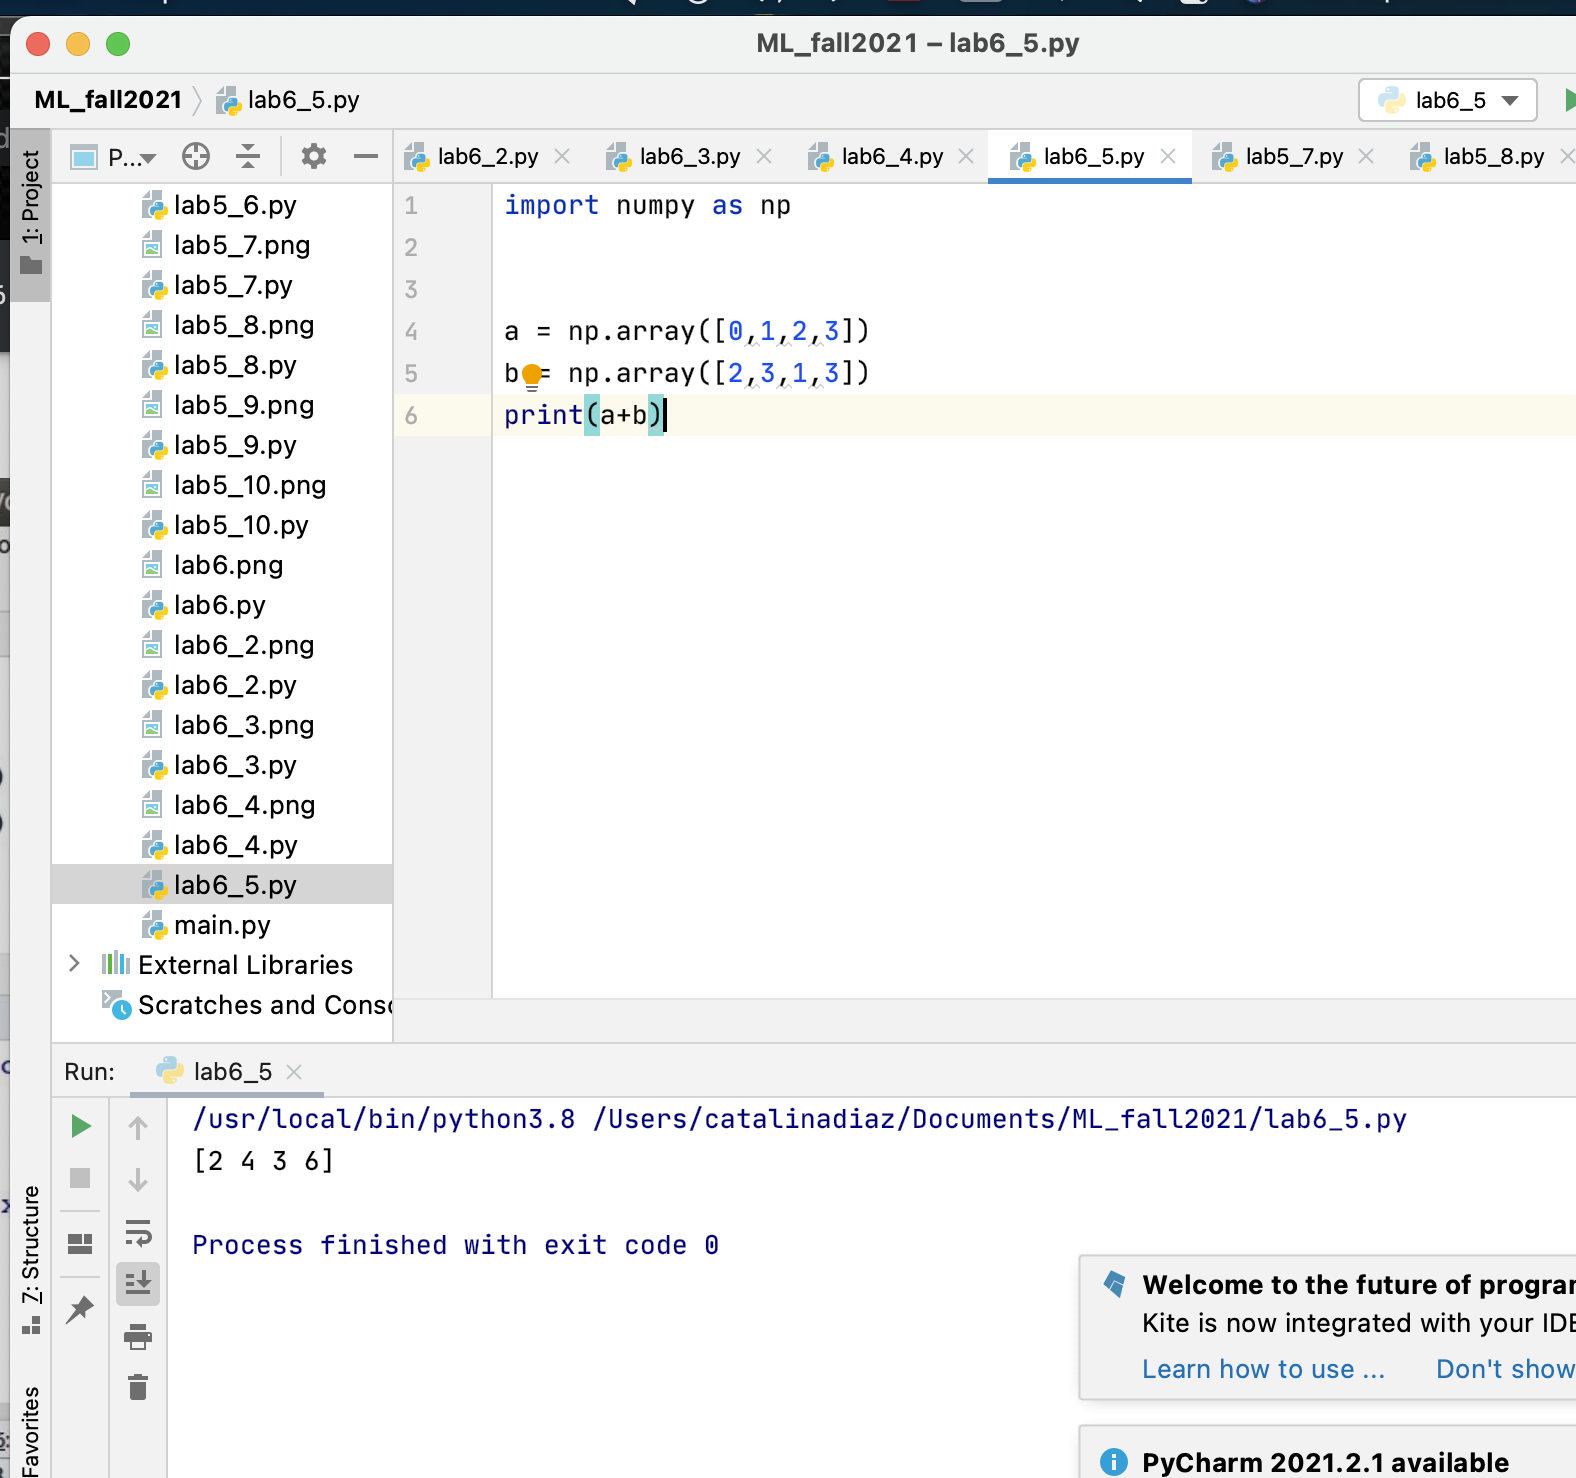 ML_fall2021 – lab6_5.py
ML_fall2021 lab6_5.py
lab6_5
1: Project
P...
lab6_2.py lab6_3.py lab6_4.py lab6_5.py lab5_7.py lab5_8.py
lab5_6.py
lab5_7.png
lab5_7.py
lab5_8.png
lab5_8.py
lab5_9.png
lab5_9.py
lab5_10.png
lab5_10.py
lab6.png
lab6.py
lab6_2.png
lab6_2.py
lab6_3.png
lab6_3.py
lab6_4.png
lab6_4.py
lab6_5.py
main.py
External Libraries
Scratches and Conso
1 import numpy as np
2
3
4 a = np.array([0,1,2,3])
5 b = np.array([2,3,1,3])
6 print(a+b)
Run: lab6_5
/usr/local/bin/python3.8 /Users/catalinadiaz/Documents/ML_fall2021/lab6_5.py
[2 4 3 6]
Process finished with exit code 0
7: Structure
Favorites
Welcome to the future of program
Kite is now integrated with your IDE
Learn how to use ... Don't show
PyCharm 2021.2.1 available